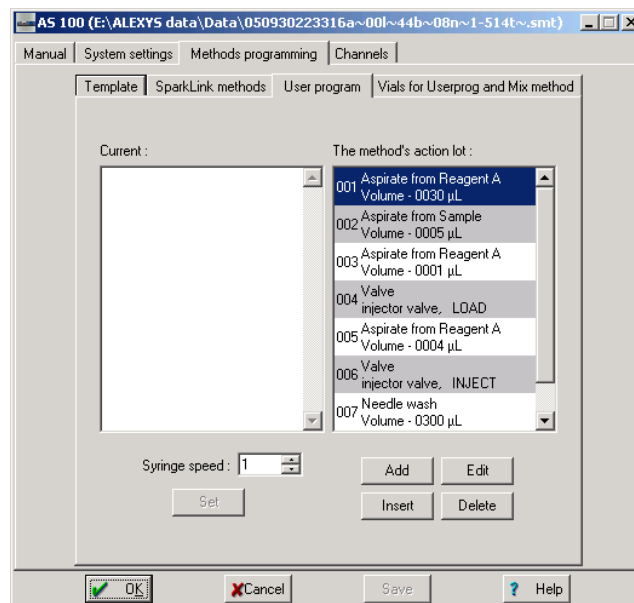 AS 100 (E:\ALEXYS data\Data\050930223316a~00l~44b~08n~1-514t~.smt)
Manual System settings Methods programming Channels
Template SparkLink methods User program Vials for Userprog and Mix method
Current :
The method's action lot :
001 Aspirate from Reagent A
Volume - 0030 µL
002 Aspirate from Sample
Volume - 0005 µL
003 Aspirate from Reagent A
Volume - 0001 µL
004 Valve
injector valve, LOAD
005 Aspirate from Reagent A
Volume - 0004 µL
006 Valve
injector valve, INJECT
007 Needle wash
Volume - 0300 µL
Syringe speed : 1
Set
Add Edit
Insert Delete
OK Cancel Save ? Help